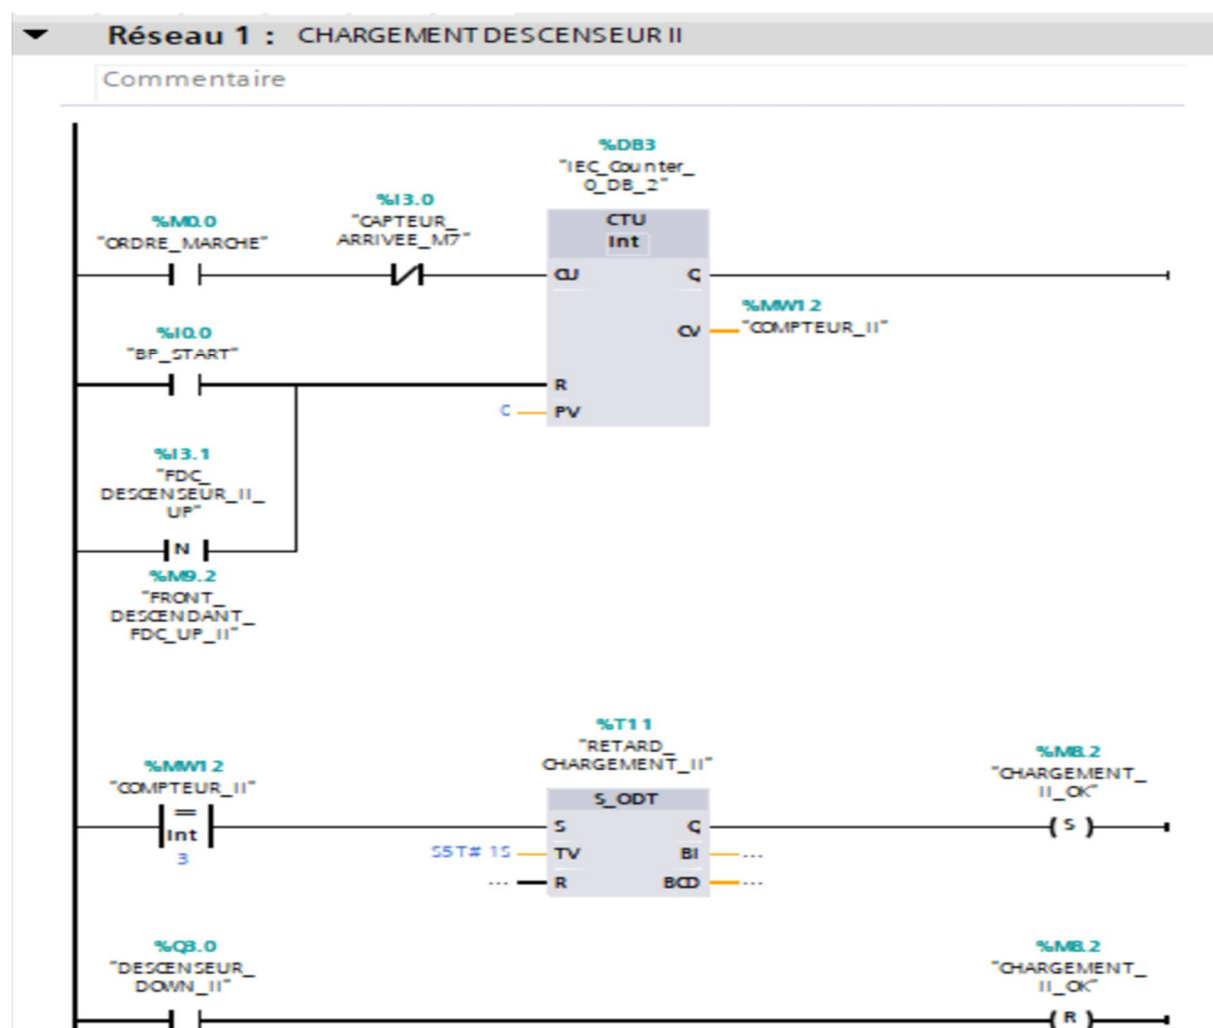 Réseau 1 : CHARGEMENT DESCENSEUR II
Commentaire
%DB3
"IEC_Counter_
0_DB_2"
%M0.0
"ORDRE_MARCHE"
%I3.0
"CAPTEUR_
ARRIVEE_M7"
CTU
Int
CU
Q
%MW12
CV
"COMPTEUR_II"
%I0.0
"BP_START"
R
C
PV
%I3.1
"FDC_
DESCENSEUR_II_
UP"
N
%M9.2
"FRONT_
DESCENDANT_
FDC_UP_II"
%T11
"RETARD_
CHARGEMENT_II"
%MW12
"COMPTEUR_II"
%M8.2
"CHARGEMENT_
II_OK"
S_ODT
==
Int
3
S
Q
S
S5T# 1S
TV
BI
...
...
R
BCD
...
%Q3.0
"DESCENSEUR_
DOWN_II"
%M8.2
"CHARGEMENT_
II_OK"
R